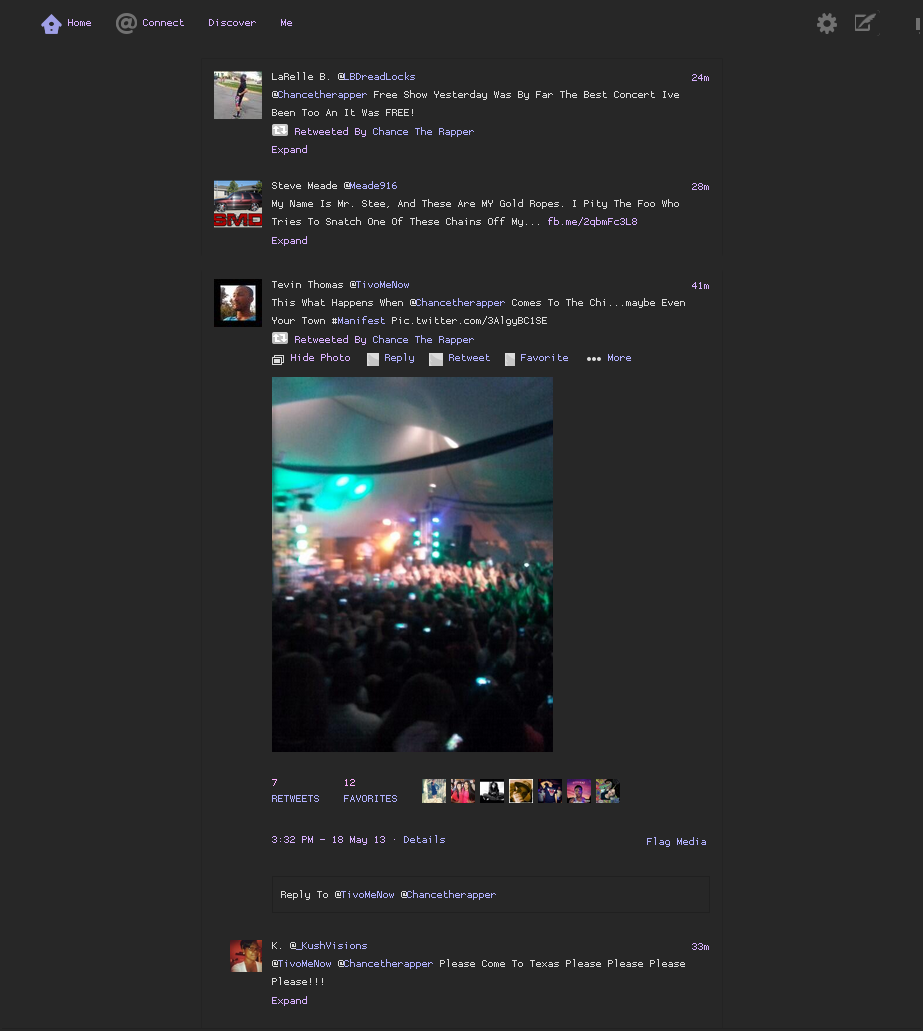 Home Connect Discover Me
LaRelle B. @LBDreadLocks 24m
@Chancetherapper Free Show Yesterday Was By Far The Best Concert Ive
Been Too An It Was FREE!
Retweeted By Chance The Rapper
Expand
Steve Meade @Meade916 28m
My Name Is Mr. Stee, And These Are MY Gold Ropes. I Pity The Foo Who
Tries To Snatch One Of These Chains Off My... fb.me/2qbmFc3L8
SMD
Expand
Tevin Thomas @TivoMeNow 41m
This What Happens When @Chancetherapper Comes To The Chi...maybe Even
Your Town #Manifest Pic.twitter.com/3AlgyBC1SE
Retweeted By Chance The Rapper
Hide Photo Reply Retweet Favorite ••• More
7 12
RETWEETS FAVORITES
3:32 PM - 18 May 13 · Details Flag Media
Reply To @TivoMeNow @Chancetherapper
K. @_KushVisions 33m
@TivoMeNow @Chancetherapper Please Come To Texas Please Please Please
Please!!!
Expand